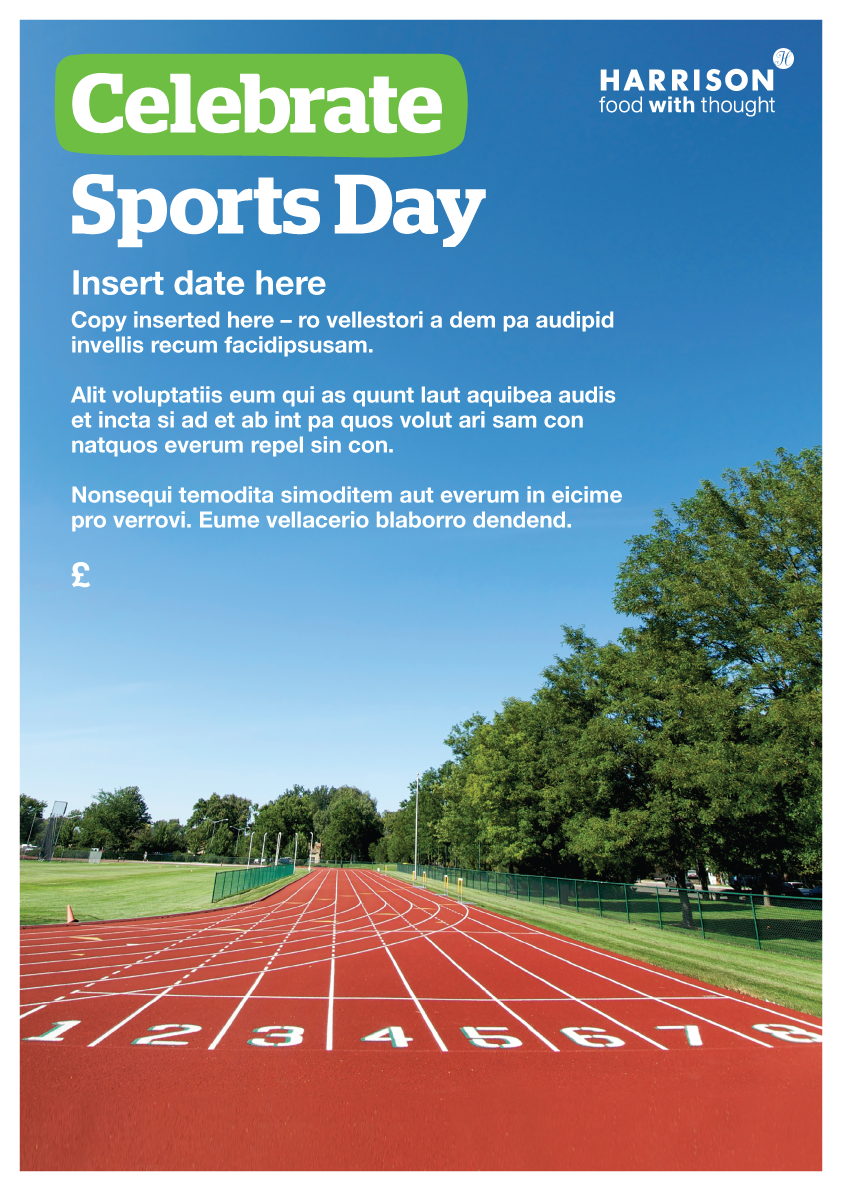 Celebrate
HARRISON
food with thought
Sports Day
Insert date here
Copy inserted here – ro vellestori a dem pa audipid
invellis recum facidipsusam.
Alit voluptatiis eum qui as quunt laut aquibea audis
et incta si ad et ab int pa quos volut ari sam con
natquos everum repel sin con.
Nonsequi temodita simoditem aut everum in eicime
pro verrovi. Eume vellacerio blaborro dendend.
£
1 2 3 4 5 6 7 8